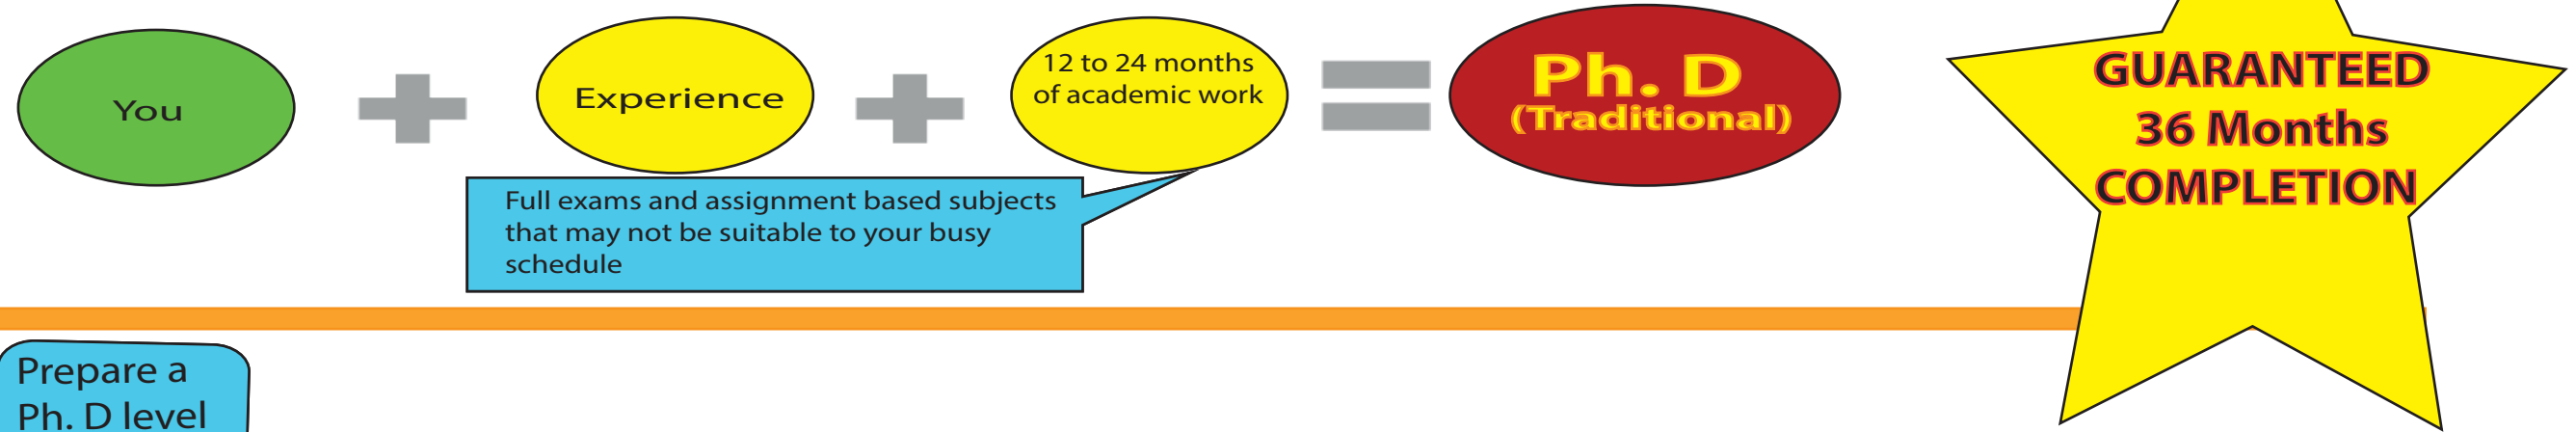 You
Experience
12 to 24 months
of academic work
Ph. D
(Traditional)
GUARANTEED
36 Months
COMPLETION
Full exams and assignment based subjects
that may not be suitable to your busy
schedule
Prepare a
Ph. D level